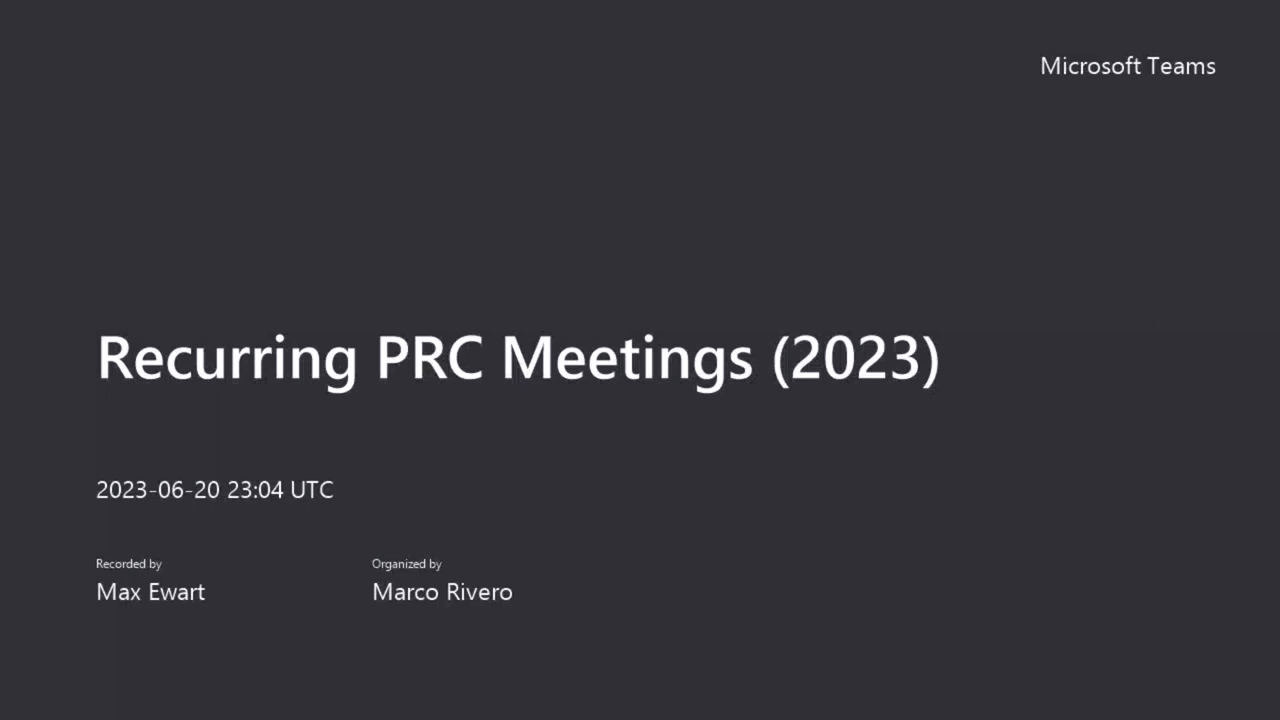 Microsoft Teams
Recurring PRC Meetings (2023)
2023-06-20 23:04 UTC
Recorded by
Organized by
Max Ewart
Marco Rivero